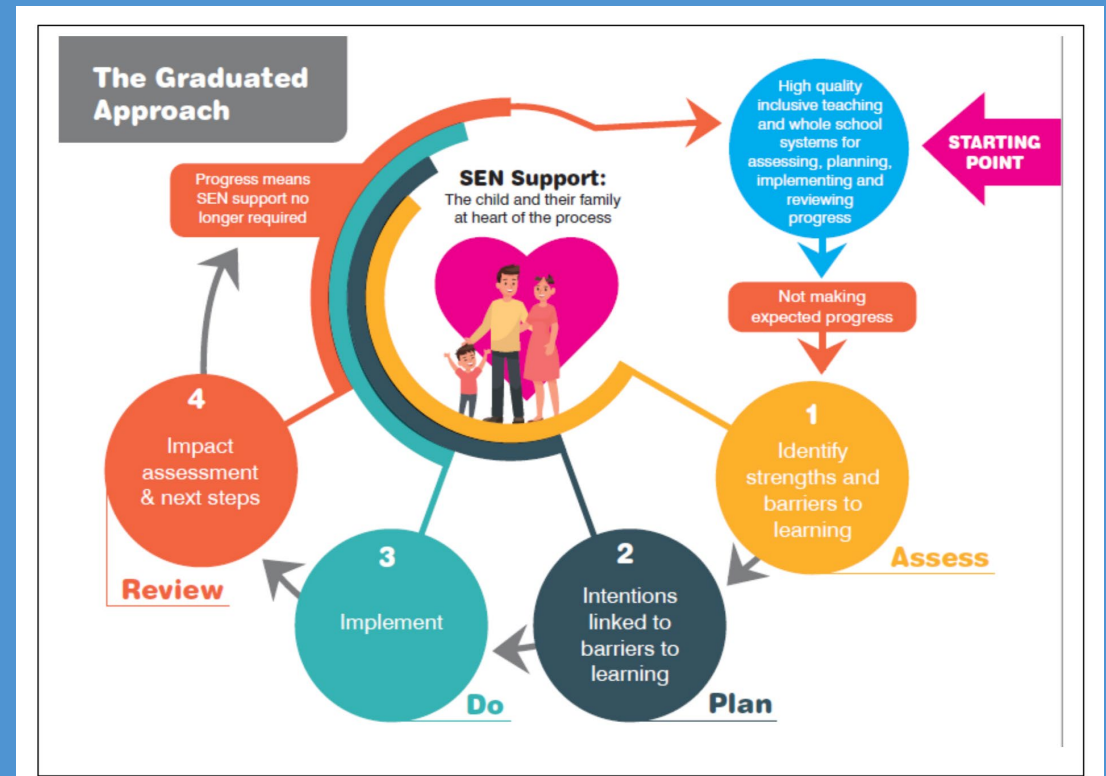 The Graduated
Approach
High quality
inclusive teaching
and whole school
systems for
assessing, planning,
implementing and
reviewing
progress
STARTING
POINT
Progress means
SEN support no
longer required
SEN Support:
The child and their family
at heart of the process
Not making
expected progress
1
Identify
strengths and
barriers to
learning
Assess
2
Intentions
linked to
barriers to
learning
Plan
3
Implement
Do
4
Impact
assessment
& next steps
Review